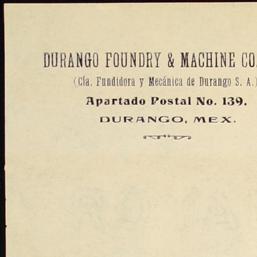 DURANGO FOUNDRY & MACHINE CO
(Cía. Fundidora y Mecánica de Durango S. A.)
Apartado Postal No. 139.
DURANGO, MEX.